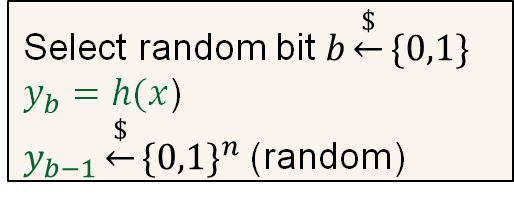 Select random bit b ←$ {0,1}
y_b = h(x)
y_{b−1} ←$ {0,1}^n (random)